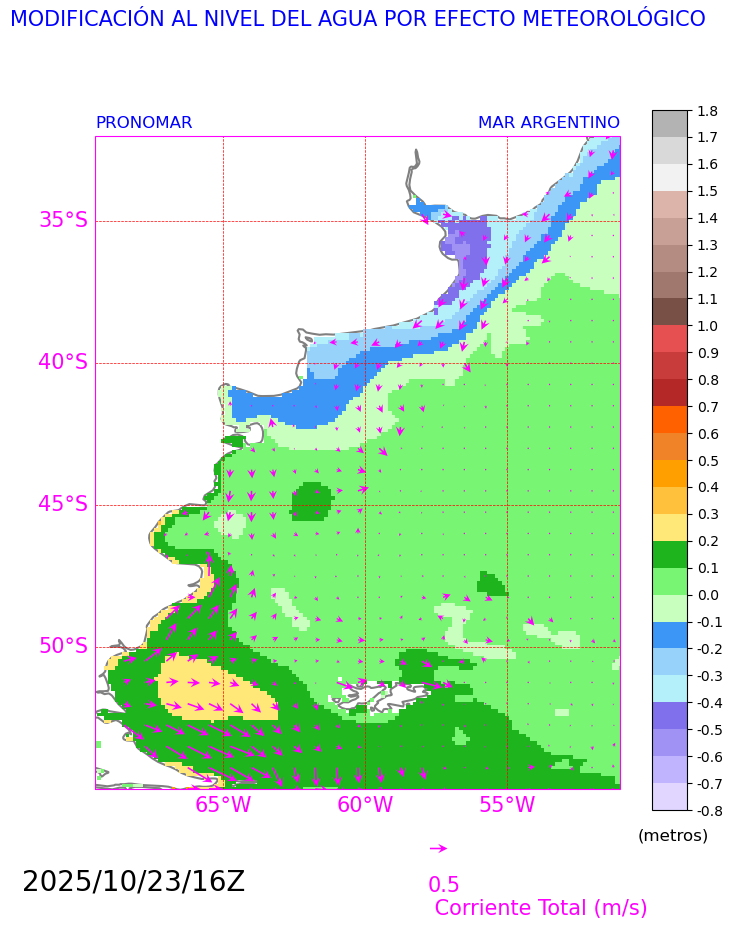 MODIFICACIÓN AL NIVEL DEL AGUA POR EFECTO METEOROLÓGICO
PRONOMAR MAR ARGENTINO
35°S
40°S
45°S
50°S
65°W 60°W 55°W
1.8
1.7
1.6
1.5
1.4
1.3
1.2
1.1
1.0
0.9
0.8
0.7
0.6
0.5
0.4
0.3
0.2
0.1
0.0
-0.1
-0.2
-0.3
-0.4
-0.5
-0.6
-0.7
-0.8
(metros)
2025/10/23/16Z
0.5
Corriente Total (m/s)